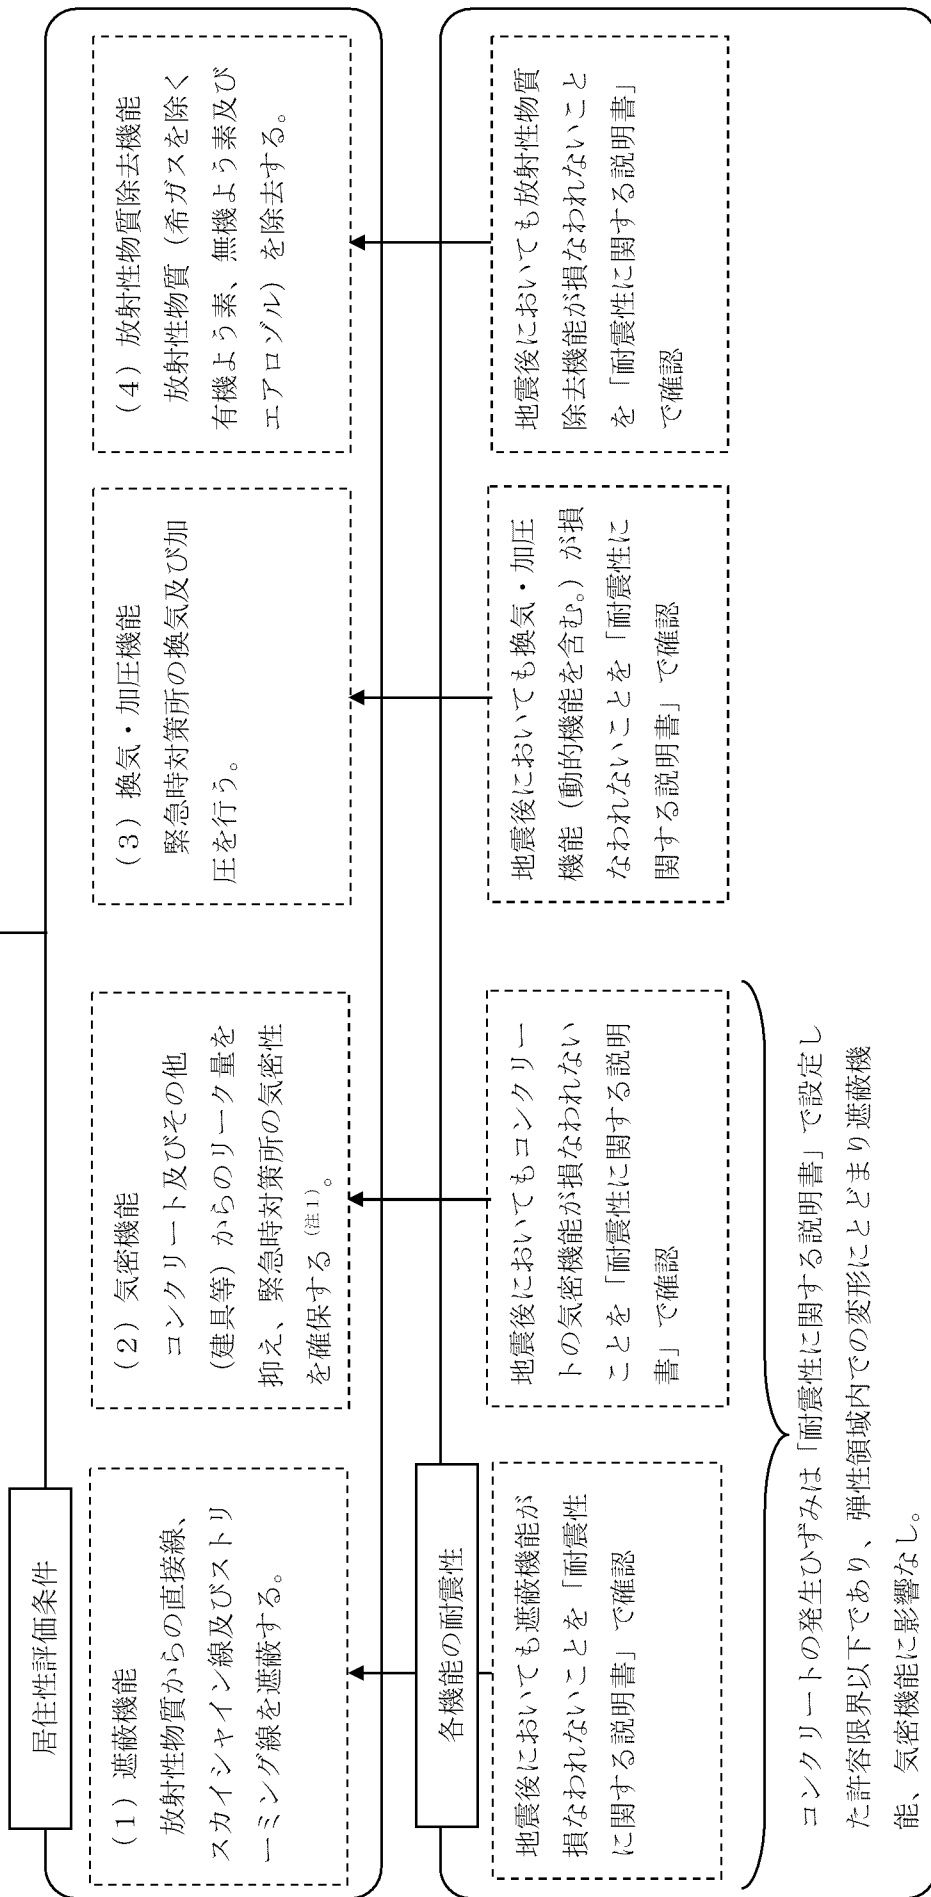 居住性評価条件
(1) 遮蔽機能
放射性物質からの直接線、
スカイシャイン線及びストリ
ーミング線を遮蔽する。
(2) 気密機能
コンクリート及びその他
(建具等) からのリーク量を
抑え、緊急時対策所の気密性
を確保する (注1)。
(3) 換気・加圧機能
緊急時対策所の換気及び加
圧を行う。
(4) 放射性物質除去機能
放射性物質 (希ガスを除く
有機よう素、無機よう素及び
エアロゾル) を除去する。
各機能の耐震性
地震後においても遮蔽機能が
損なわれないことを「耐震性
に関する説明書」で確認
地震後においてもコンクリー
トの気密機能が損なわれない
ことを「耐震性に関する説明
書」で確認
地震後においても換気・加圧
機能 (動的機能を含む。) が損
なわれないことを「耐震性に
関する説明書」で確認
地震後においても放射性物質
除去機能が損なわれないこと
を「耐震性に関する説明書」
で確認
コンクリートの発生ひずみは「耐震性に関する説明書」で設定し
た許容限界以下であり、弾性領域内での変形にとどまり遮蔽機
能、気密機能に影響なし。